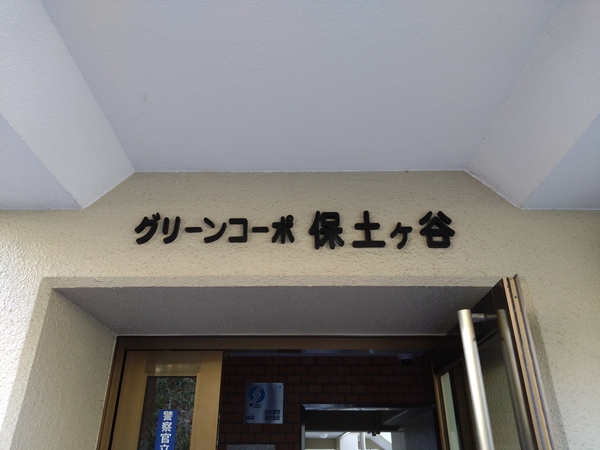 グリーンコーポ 保土ヶ谷
警察官立